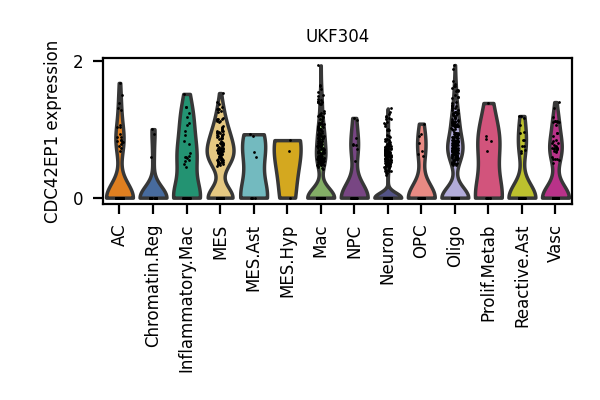 UKF304
CDC42EP1 expression
2
0
AC
Chromatin.Reg
Inflammatory.Mac
MES
MES.Ast
MES.Hyp
Mac
NPC
Neuron
OPC
Oligo
Prolif.Metab
Reactive.Ast
Vasc